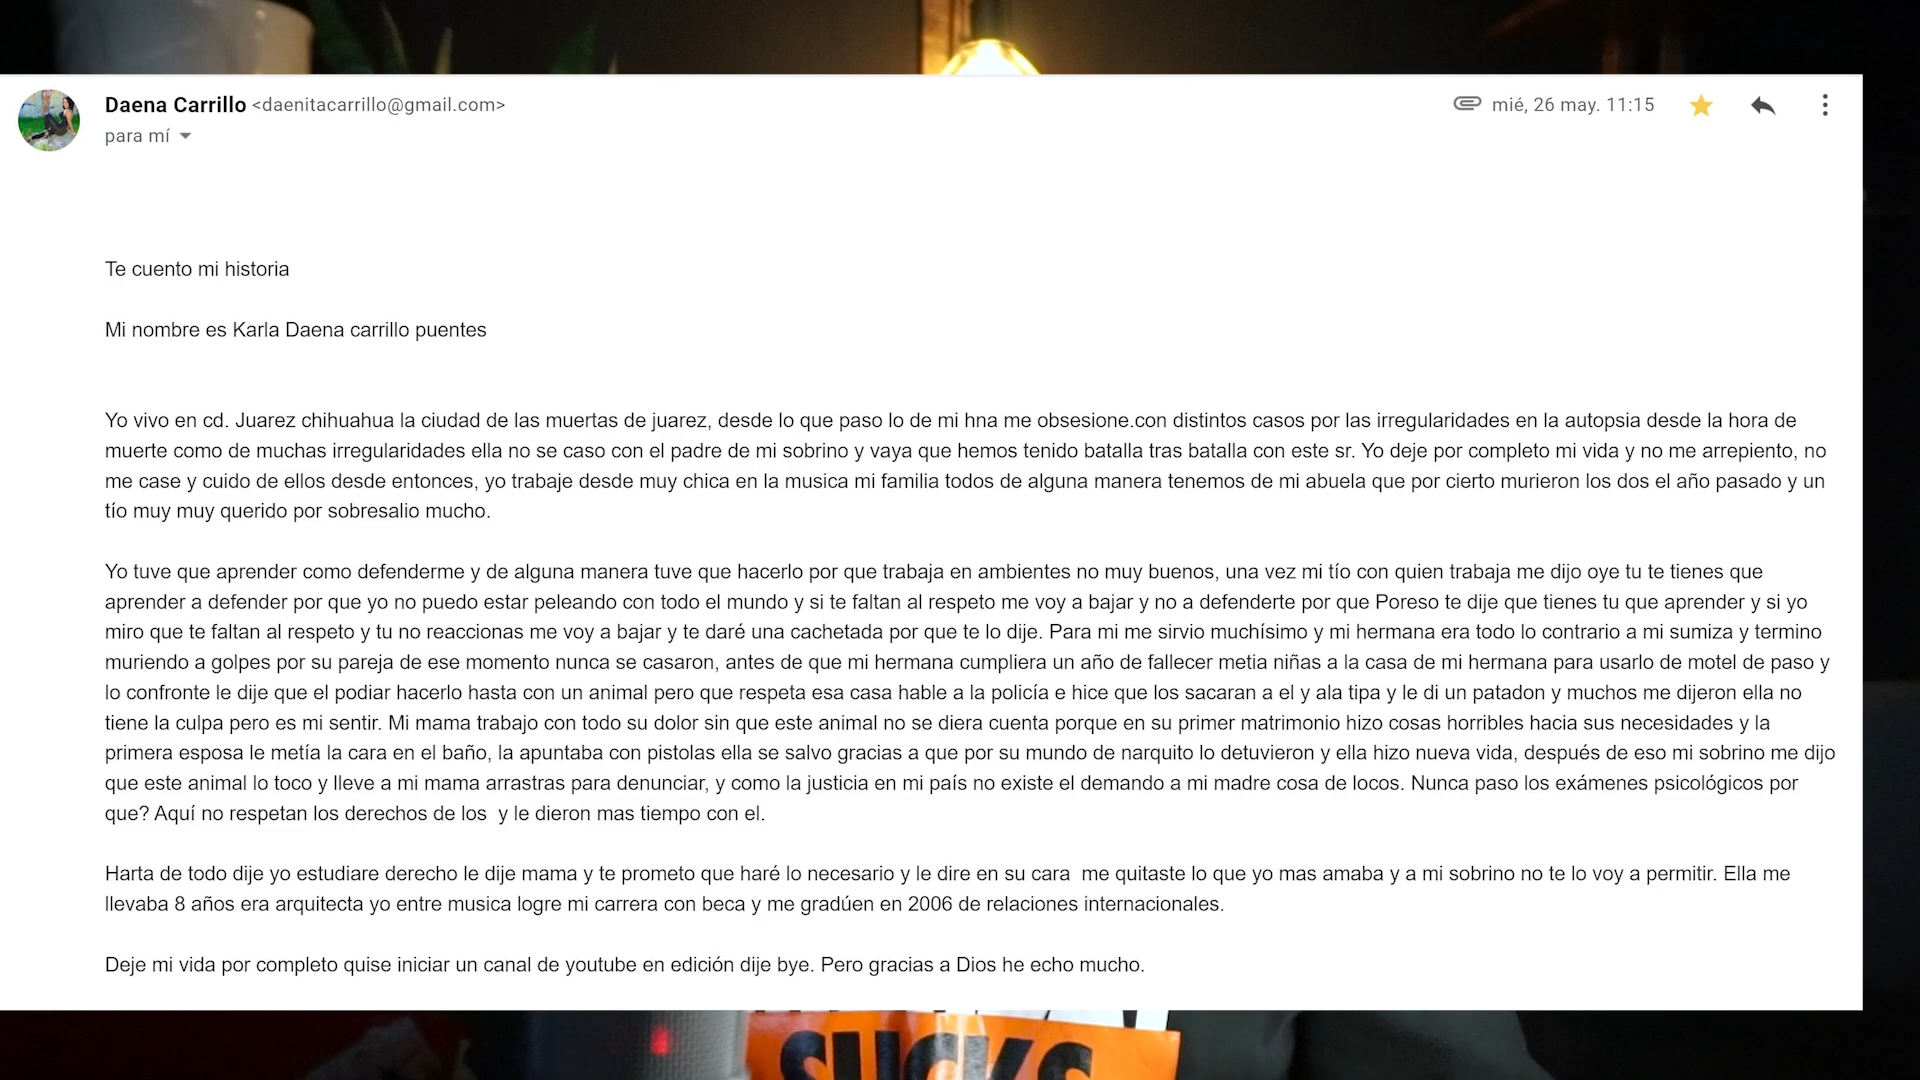 Daena Carrillo <daenitacarrillo@gmail.com>
mié, 26 may. 11:15
para mí
Te cuento mi historia
Mi nombre es Karla Daena carrillo puentes
Yo vivo en cd. Juarez chihuahua la ciudad de las muertas de juarez, desde lo que paso lo de mi hna me obsesione.con distintos casos por las irregularidades en la autopsia desde la hora de
muerte como de muchas irregularidades ella no se caso con el padre de mi sobrino y vaya que hemos tenido batalla tras batalla con este sr. Yo deje por completo mi vida y no me arrepiento, no
me case y cuido de ellos desde entonces, yo trabaje desde muy chica en la musica mi familia todos de alguna manera tenemos de mi abuela que por cierto murieron los dos el año pasado y un
tío muy muy querido por sobresalio mucho.
Yo tuve que aprender como defenderme y de alguna manera tuve que hacerlo por que trabaja en ambientes no muy buenos, una vez mi tío con quien trabaja me dijo oye tu te tienes que
aprender a defender por que yo no puedo estar peleando con todo el mundo y si te faltan al respeto me voy a bajar y no a defenderte por que Poreso te dije que tienes tu que aprender y si yo
miro que te faltan al respeto y tu no reaccionas me voy a bajar y te daré una cachetada por que te lo dije. Para mi me sirvio muchísimo y mi hermana era todo lo contrario a mi sumiza y termino
muriendo a golpes por su pareja de ese momento nunca se casaron, antes de que mi hermana cumpliera un año de fallecer metia niñas a la casa de mi hermana para usarlo de motel de paso y
lo confronte le dije que el podiar hacerlo hasta con un animal pero que respeta esa casa hable a la policía e hice que los sacaran a el y ala tipa y le di un patadon y muchos me dijeron ella no
tiene la culpa pero es mi sentir. Mi mama trabajo con todo su dolor sin que este animal no se diera cuenta porque en su primer matrimonio hizo cosas horribles hacia sus necesidades y la
primera esposa le metía la cara en el baño, la apuntaba con pistolas ella se salvo gracias a que por su mundo de narquito lo detuvieron y ella hizo nueva vida, después de eso mi sobrino me dijo
que este animal lo toco y lleve a mi mama arrastras para denunciar, y como la justicia en mi país no existe el demando a mi madre cosa de locos. Nunca paso los exámenes psicológicos por
que? Aquí no respetan los derechos de los  y le dieron mas tiempo con el.
Harta de todo dije yo estudiare derecho le dije mama y te prometo que haré lo necesario y le dire en su cara  me quitaste lo que yo mas amaba y a mi sobrino no te lo voy a permitir. Ella me
llevaba 8 años era arquitecta yo entre musica logre mi carrera con beca y me gradúen en 2006 de relaciones internacionales.
Deje mi vida por completo quise iniciar un canal de youtube en edición dije bye. Pero gracias a Dios he echo mucho.
SUCKS